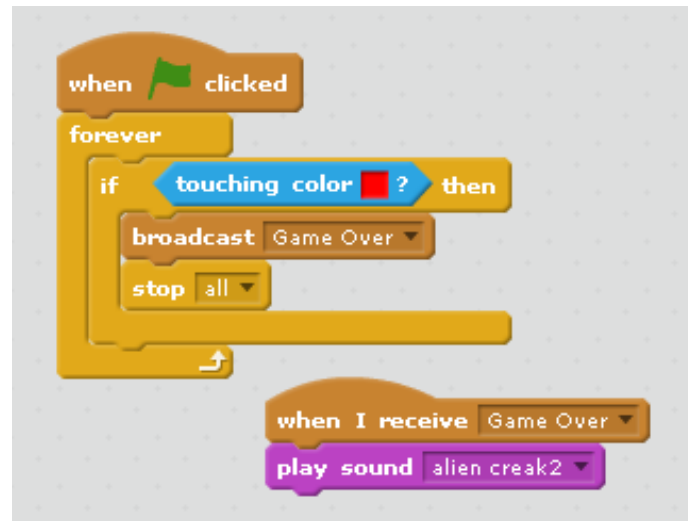 when clicked
forever
if touching color ? then
broadcast Game Over
stop all
when I receive Game Over
play sound alien creak2